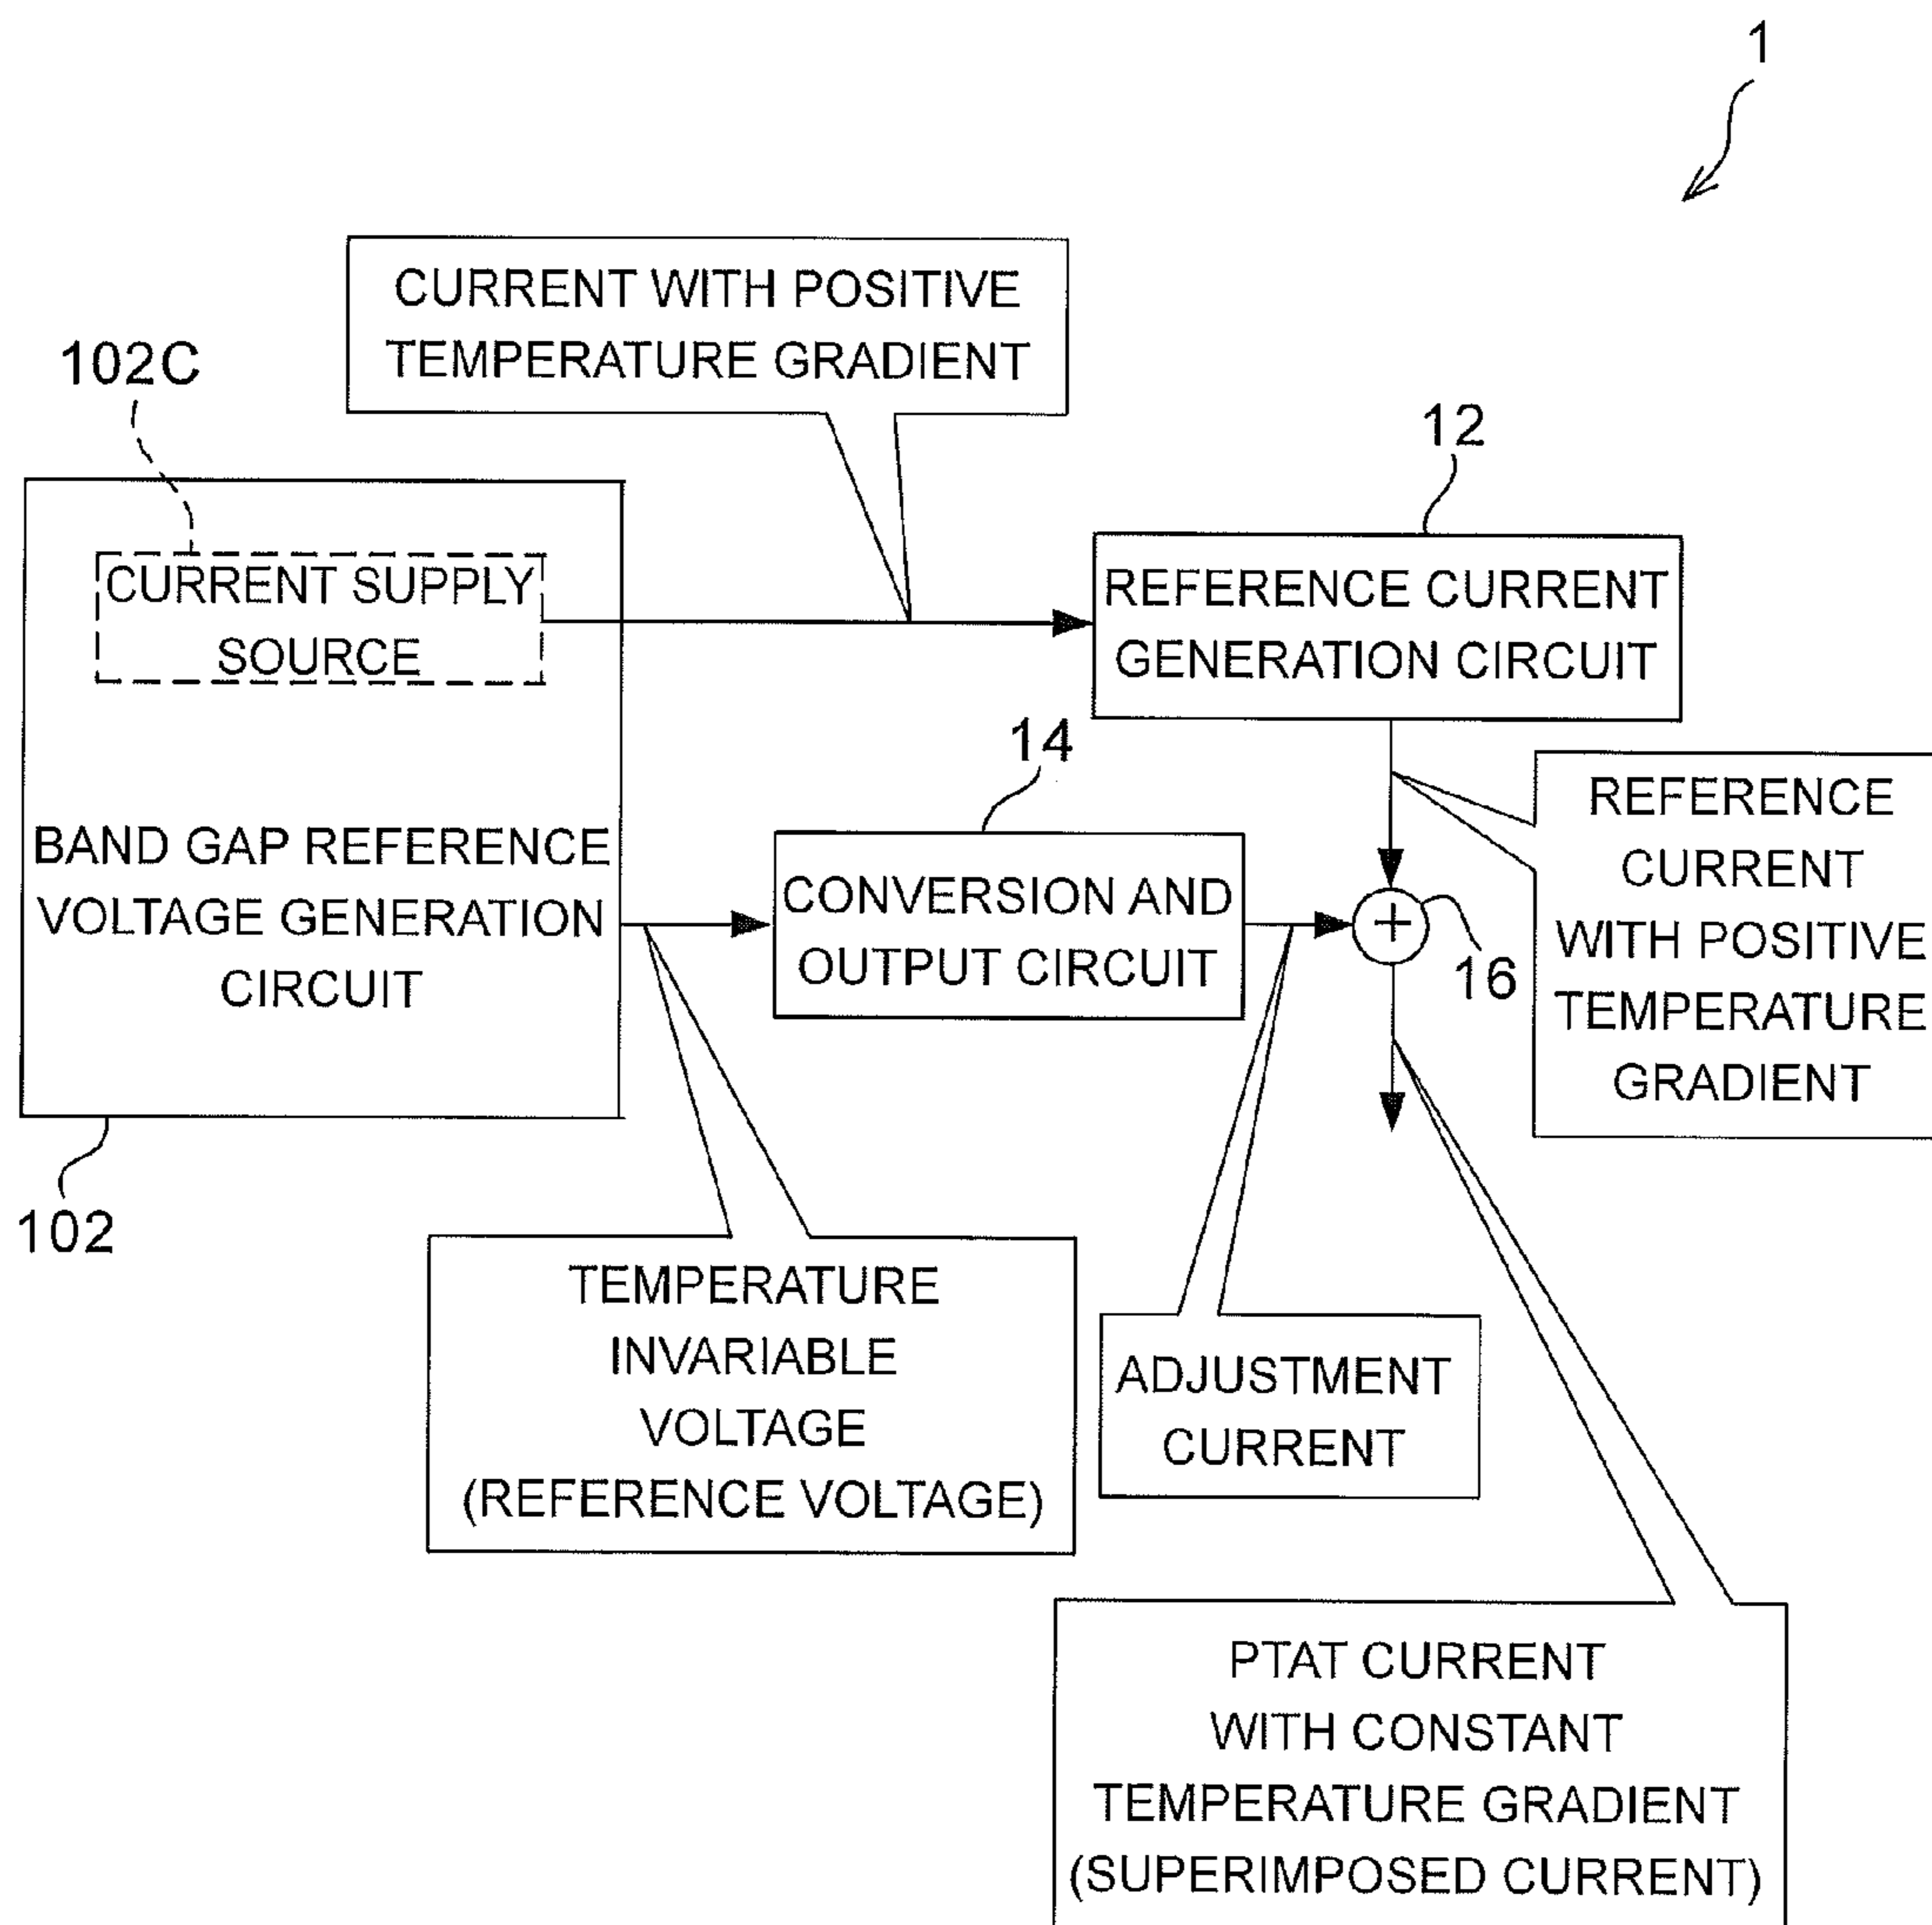 1
CURRENT WITH POSITIVE
TEMPERATURE GRADIENT
102C
12
CURRENT SUPPLY
SOURCE
REFERENCE CURRENT
GENERATION CIRCUIT
14
BAND GAP REFERENCE
VOLTAGE GENERATION
CIRCUIT
CONVERSION AND
OUTPUT CIRCUIT
+
16
REFERENCE
CURRENT
WITH POSITIVE
TEMPERATURE
GRADIENT
102
TEMPERATURE
INVARIABLE
VOLTAGE
(REFERENCE VOLTAGE)
ADJUSTMENT
CURRENT
PTAT CURRENT
WITH CONSTANT
TEMPERATURE GRADIENT
(SUPERIMPOSED CURRENT)